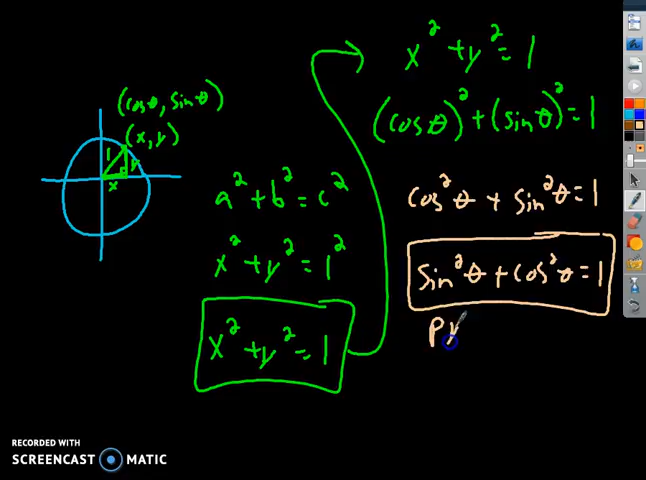 (cosθ, sinθ)
(x, y)
1
y
x
a² + b² = c²
x² + y² = 1²
x² + y² = 1
x² + y² = 1
(cosθ)² + (sinθ)² = 1
cos²θ + sin²θ = 1
sin²θ + cos²θ = 1
Py
RECORDED WITH
SCREENCAST MATIC